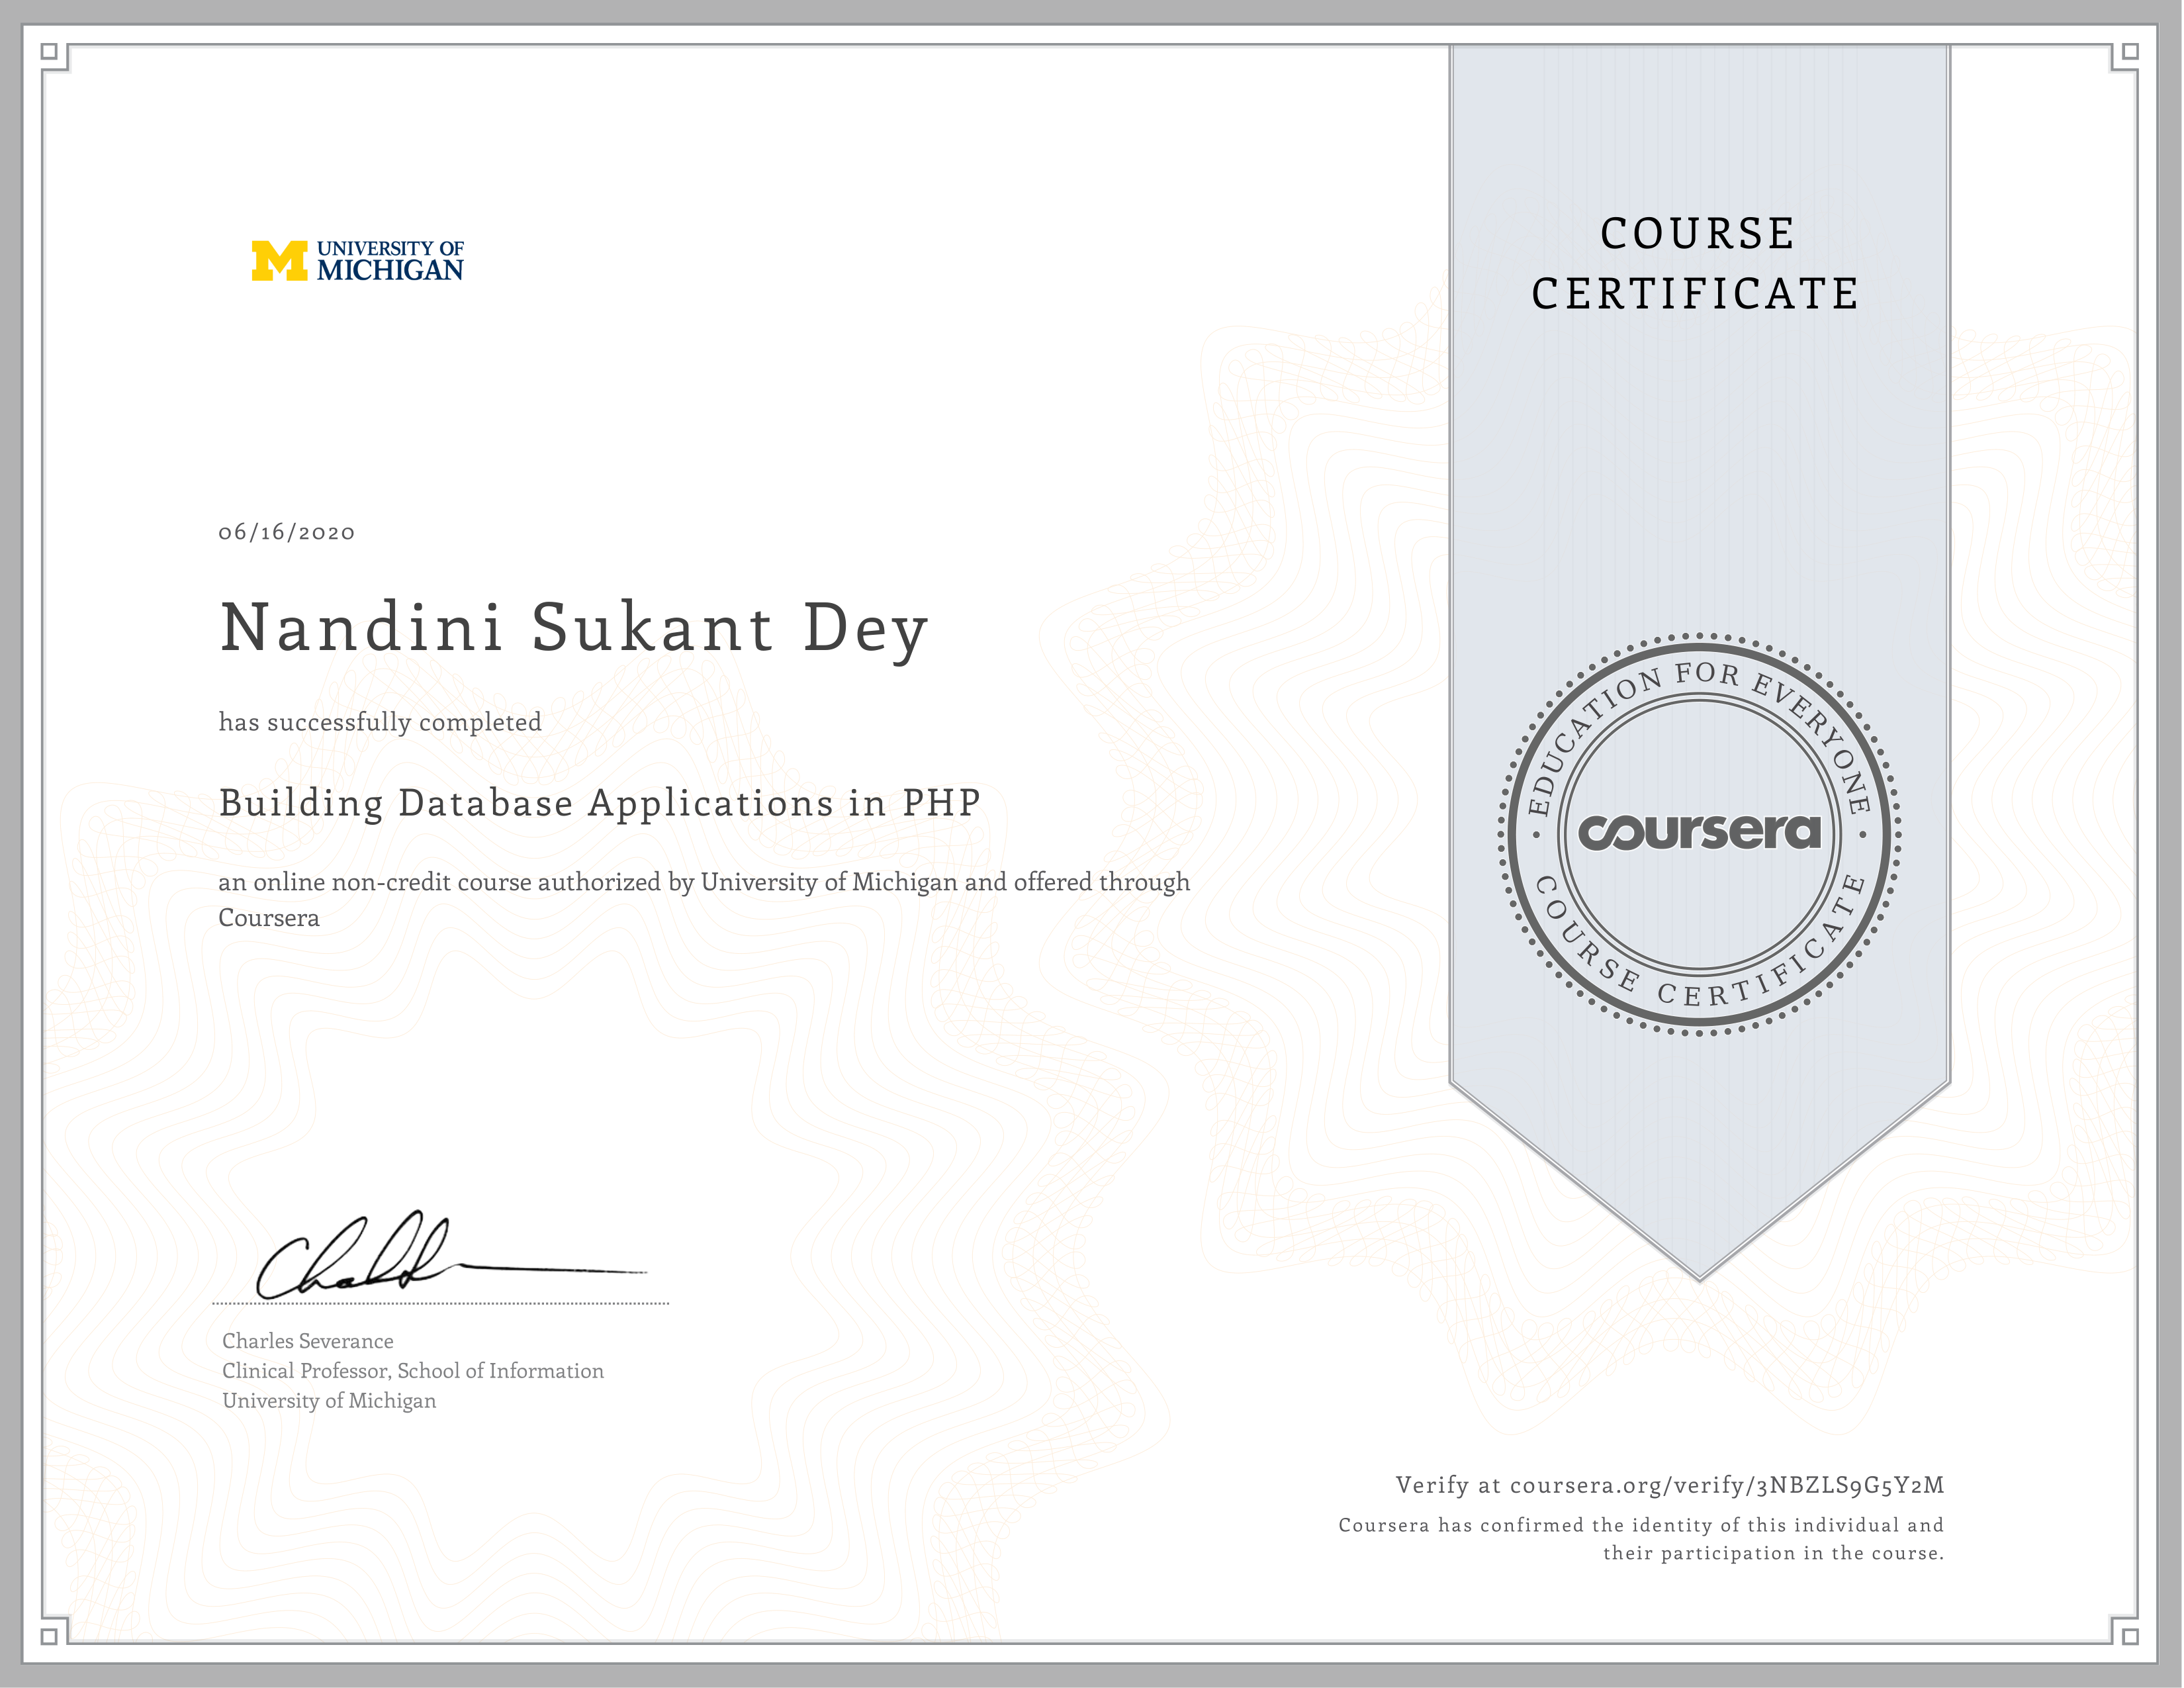 UNIVERSITY OF
MICHIGAN
COURSE
CERTIFICATE
06/16/2020
Nandini Sukant Dey
has successfully completed
Building Database Applications in PHP
an online non-credit course authorized by University of Michigan and offered through
Coursera
EDUCATION FOR EVERYONE
coursera
COURSE CERTIFICATE
Charles Severance
Clinical Professor, School of Information
University of Michigan
Verify at coursera.org/verify/3NBZLS9G5Y2M
Coursera has confirmed the identity of this individual and
their participation in the course.